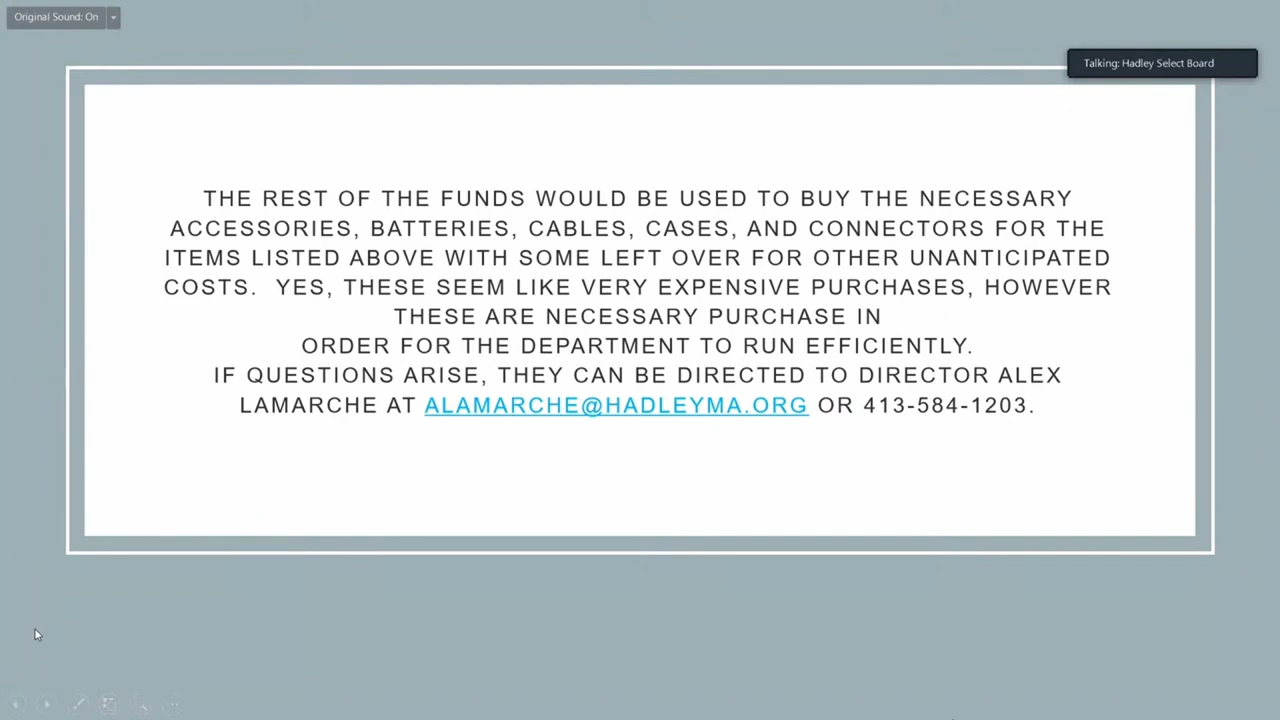 Original Sound: On
Talking: Hadley Select Board
THE REST OF THE FUNDS WOULD BE USED TO BUY THE NECESSARY
ACCESSORIES, BATTERIES, CABLES, CASES, AND CONNECTORS FOR THE
ITEMS LISTED ABOVE WITH SOME LEFT OVER FOR OTHER UNANTICIPATED
COSTS.  YES, THESE SEEM LIKE VERY EXPENSIVE PURCHASES, HOWEVER
THESE ARE NECESSARY PURCHASE IN
ORDER FOR THE DEPARTMENT TO RUN EFFICIENTLY.
IF QUESTIONS ARISE, THEY CAN BE DIRECTED TO DIRECTOR ALEX
LAMARCHE AT ALAMARCHE@HADLEYMA.ORG OR 413-584-1203.